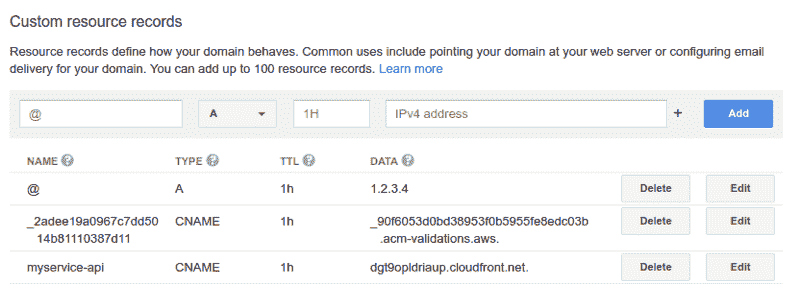 Custom resource records
Resource records define how your domain behaves. Common uses include pointing your domain at your web server or configuring email
delivery for your domain. You can add up to 100 resource records. Learn more
@ A 1H IPv4 address + Add
NAME ? TYPE ? TTL ? DATA ?
@ A 1h 1.2.3.4 Delete Edit
_2adee19a0967c7dd50 CNAME 1h _90f6053d0bd38953f0b5955fe8edc03b Delete Edit
14b81110387d11 .acm-validations.aws.
myservice-api CNAME 1h dgt9opldriaup.cloudfront.net. Delete Edit